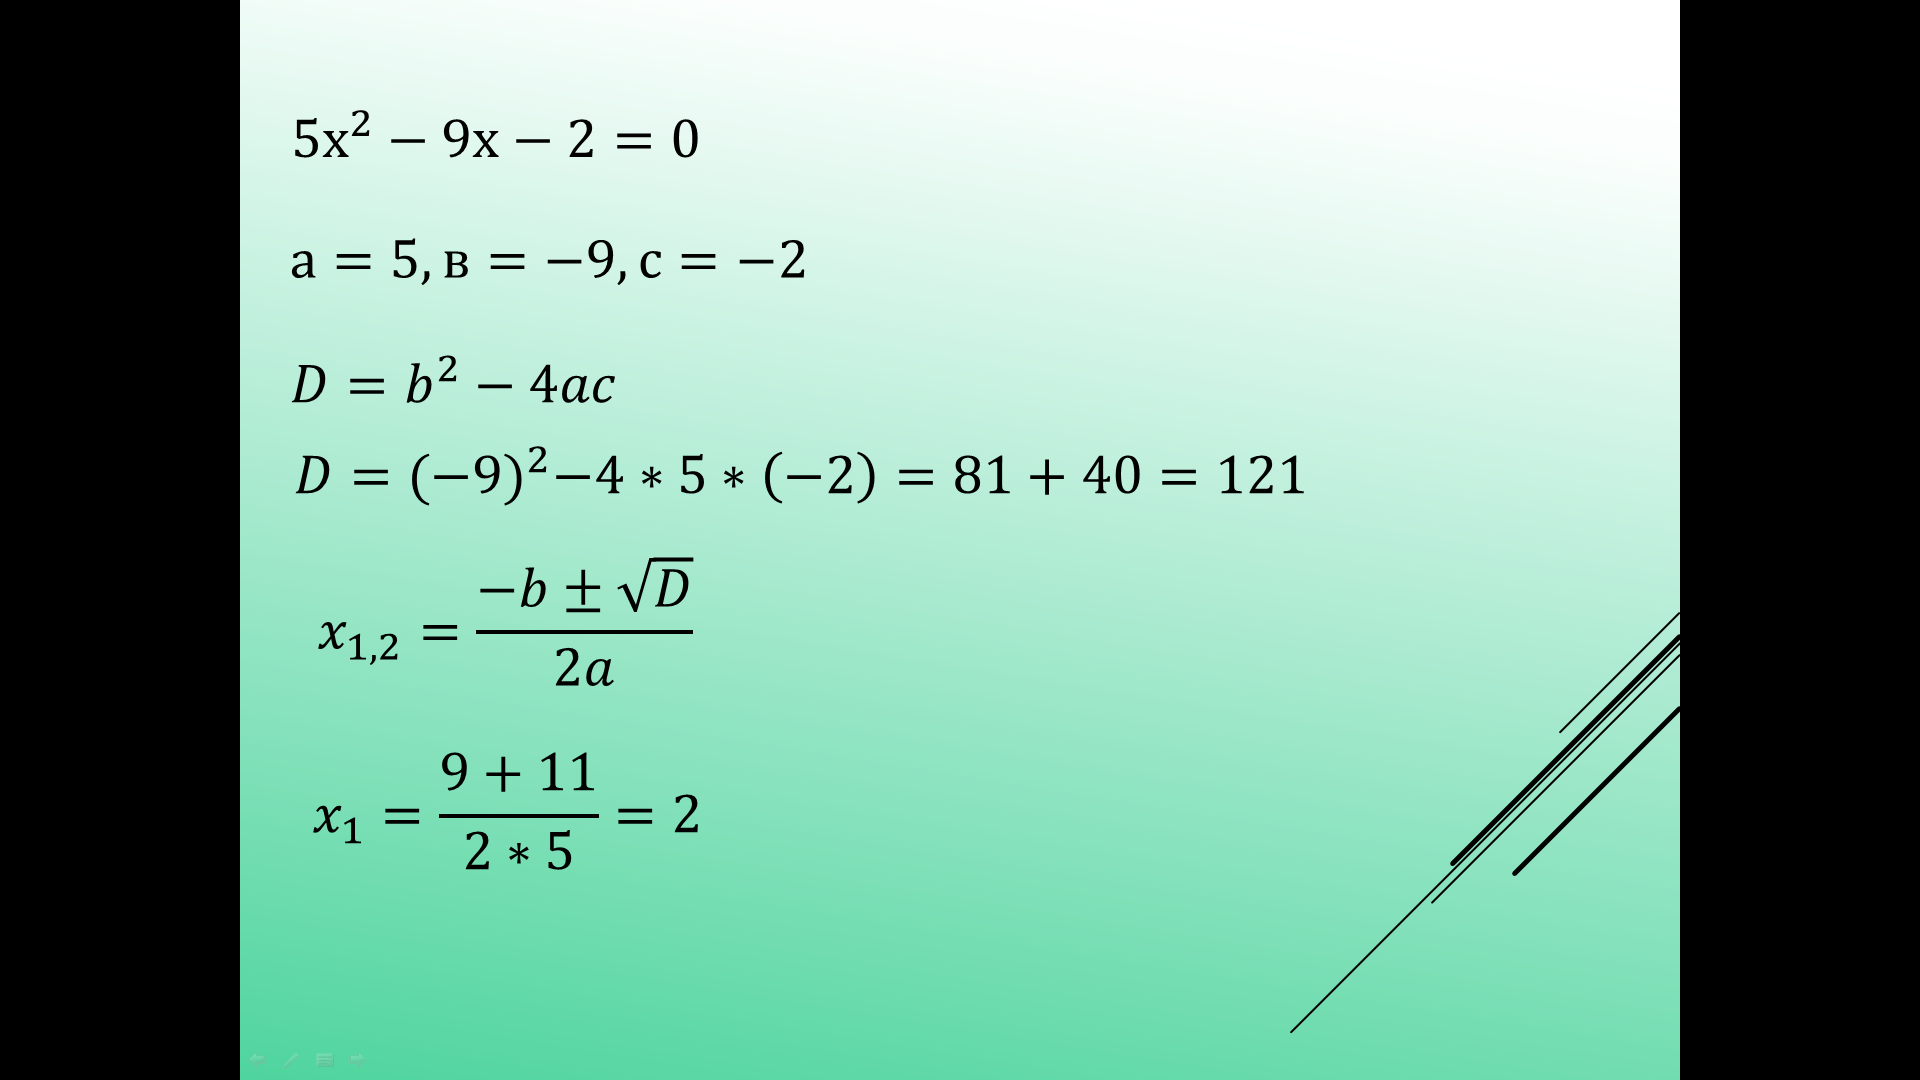 5x² − 9x − 2 = 0
а = 5, в = −9, с = −2
D = b² − 4ac
D = (−9)²−4 ∗ 5 ∗ (−2) = 81 + 40 = 121
x₁,₂ = (−b ± √D) / 2a
x₁ = (9 + 11) / (2 ∗ 5) = 2